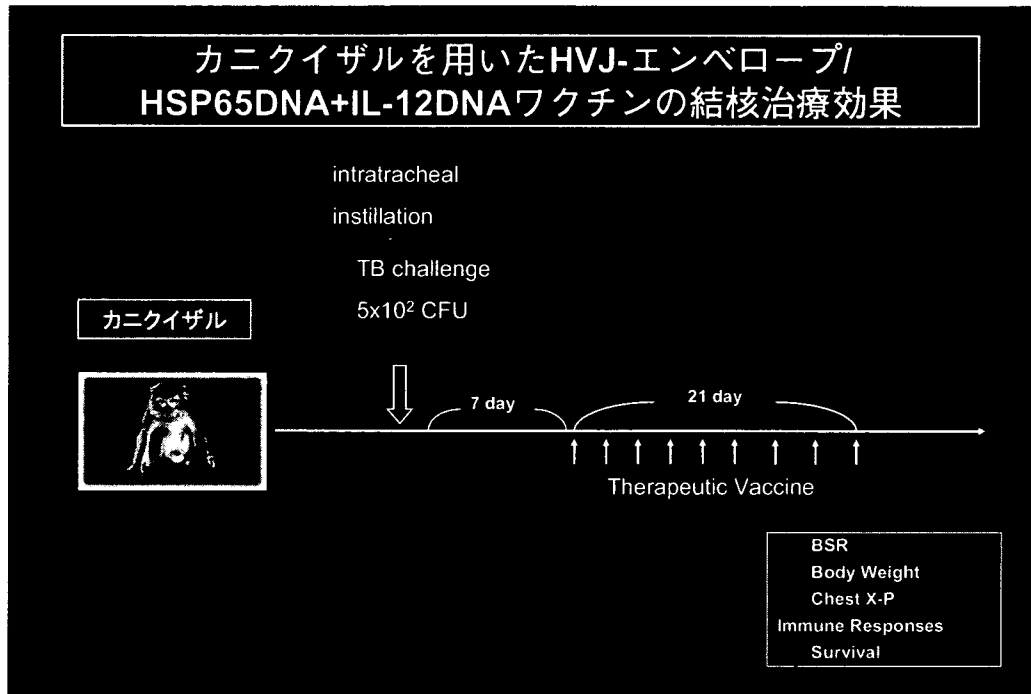 カニクイザルを用いたHVJ-エンベロープ/
HSP65DNA+IL-12DNAワクチンの結核治療効果
intratracheal
instillation
TB challenge
5x10² CFU
カニクイザル
7 day
21 day
Therapeutic Vaccine
BSR
Body Weight
Chest X-P
Immune Responses
Survival